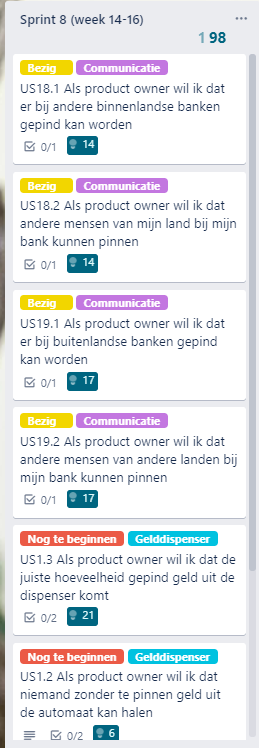 Sprint 8 (week 14-16)
1 98
Bezig Communicatie
US18.1 Als product owner wil ik dat
er bij andere binnenlandse banken
gepind kan worden
0/1 14
Bezig Communicatie
US18.2 Als product owner wil ik dat
andere mensen van mijn land bij mijn
bank kunnen pinnen
0/1 14
Bezig Communicatie
US19.1 Als product owner wil ik dat
er bij buitenlandse banken gepind
kan worden
0/1 17
Bezig Communicatie
US19.2 Als product owner wil ik dat
andere mensen van andere landen bij
mijn bank kunnen pinnen
0/1 17
Nog te beginnen Gelddispenser
US1.3 Als product owner wil ik dat de
juiste hoeveelheid gepind geld uit de
dispenser komt
0/2 21
Nog te beginnen Gelddispenser
US1.2 Als product owner wil ik dat
niemand zonder te pinnen geld uit
de automaat kan halen
0/2 6